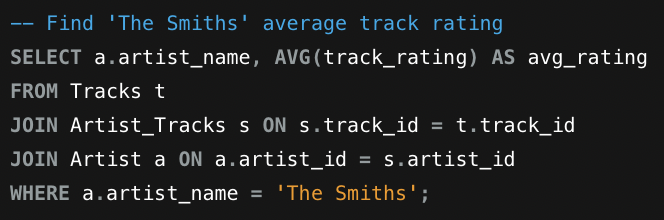 -- Find 'The Smiths' average track rating
SELECT a.artist_name, AVG(track_rating) AS avg_rating
FROM Tracks t
JOIN Artist_Tracks s ON s.track_id = t.track_id
JOIN Artist a ON a.artist_id = s.artist_id
WHERE a.artist_name = 'The Smiths';